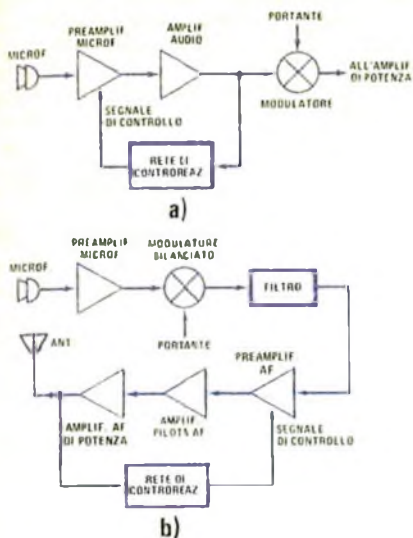 PORTANTE
PREAMPLIF
MICROF
AMPLIF
AUDIO
MICROF
ALL'AMPLIF
DI POTENZA
MODULATORE
SEGNALE
DI CONTROLLO
RETE DI
CONTROREAZ
a)
PREAMPLIF
MICROF
MODULATORE
BILANCIATO
MICROF
FILTRO
PORTANTE
ANT
PREAMPLIF
AF
AMPLIF. AF
DI POTENZA
AMPLIF
PILOTS AF
SEGNALE
DI CONTROLLO
RETE DI
CONTROREAZ
b)